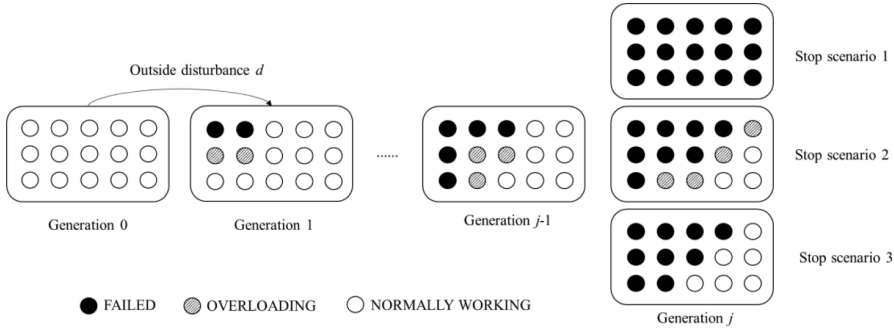 Outside disturbance d
Generation 0
Generation 1
......
Generation j-1
Stop scenario 1
Stop scenario 2
Stop scenario 3
Generation j
FAILED
OVERLOADING
NORMALLY WORKING